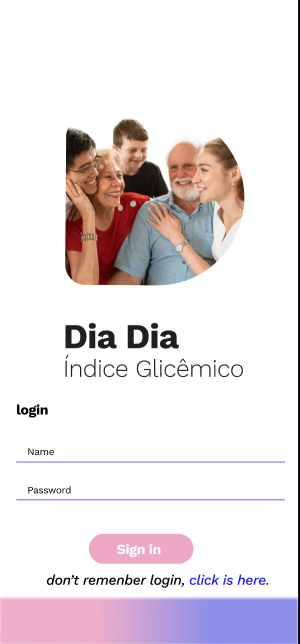 Dia Dia
Índice Glicêmico
login
Name
Password
Sign in
don't remenber login, click is here.